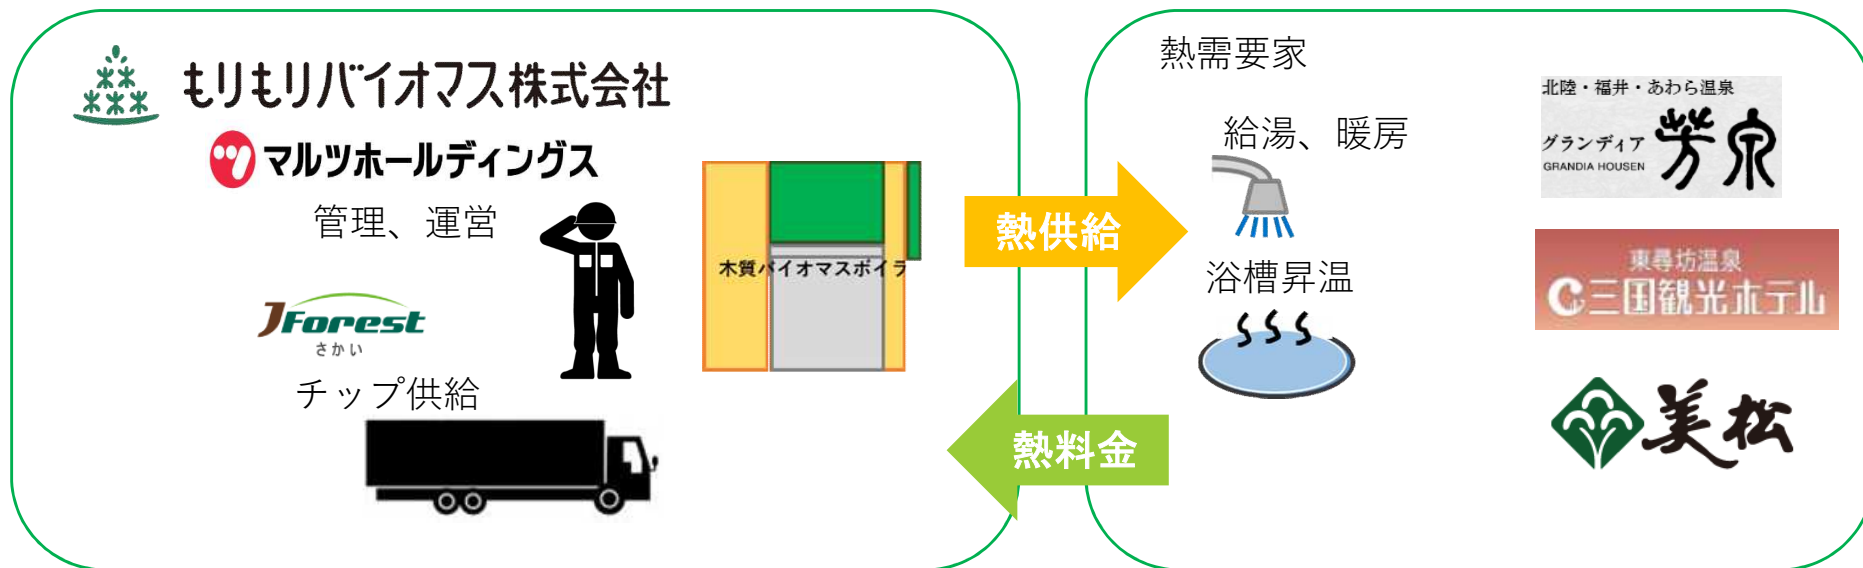 もりもりバイオマス株式会社
マルツホールディングス
管理、運営
JForest
さかい
チップ供給
木質バイオマスボイラ
熱供給
熱料金
熱需要家
給湯、暖房
浴槽昇温
北陸・福井・あわら温泉
グランディア 芳泉
GRANDIA HOUSEN
東尋坊温泉
三国観光ホテル
美松